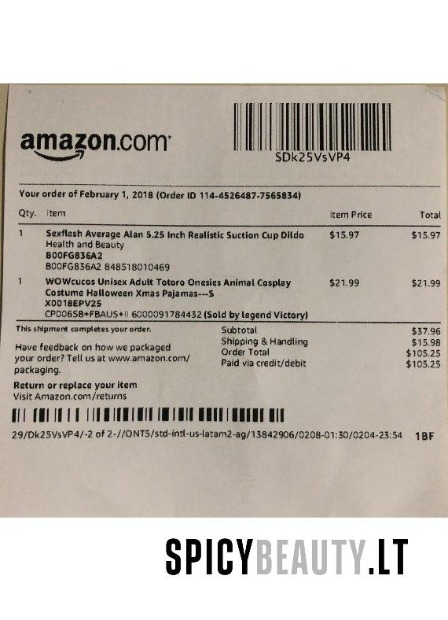 amazon.com
SDk25VsVP4
Your order of February 1, 2018 (Order ID 114-4526487-7565834)
Qty. Item Item Price Total
1 Sexflesh Average Alan 5.25 Inch Realistic Suction Cup Dildo $15.97 $15.97
Health and Beauty
B00FG836A2
B00FG836A2 848518010469
1 WOWcucos Unisex Adult Totoro Onesies Animal Cosplay $21.99 $21.99
Costume Halloween Xmas Pajamas---S
X0018EPV25
CP0065B+FBAUS+II 6000091784432 (Sold by legend Victory)
This shipment completes your order.
Subtotal $37.96
Shipping & Handling $15.98
Order Total $105.25
Paid via credit/debit $105.25
Have feedback on how we packaged
your order? Tell us at www.amazon.com/
packaging.
Return or replace your item
Visit Amazon.com/returns
29/Dk25VsVP4/-2 of 2-//ONT5/std-intl-us-latam2-ag/13842906/0208-01:30/0204-23:54 1BF
SPICYBEAUTY.LT